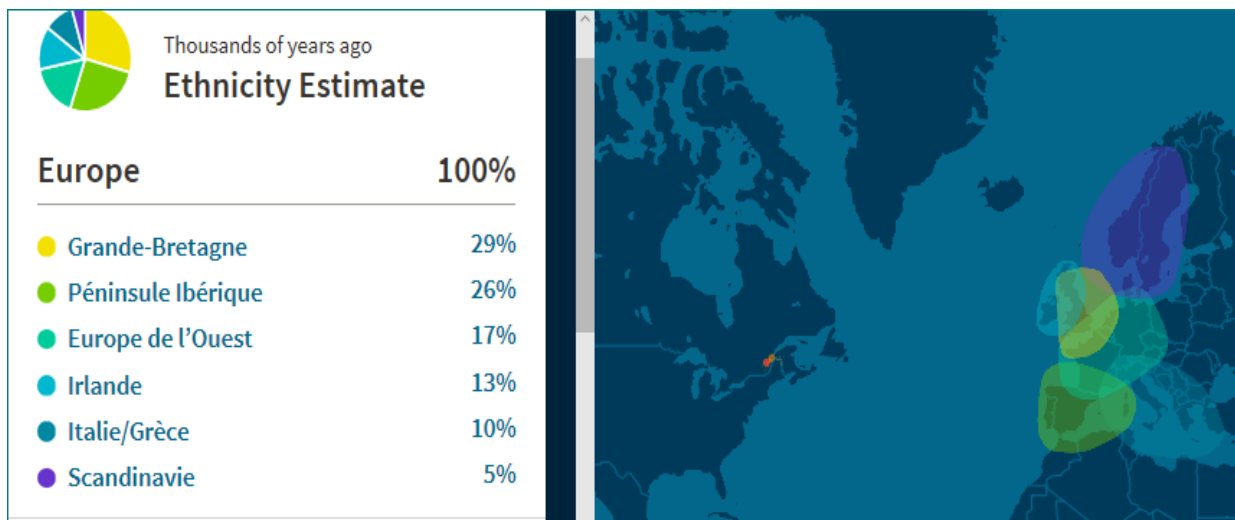 Thousands of years ago
Ethnicity Estimate
Europe 100%
Grande-Bretagne 29%
Péninsule Ibérique 26%
Europe de l’Ouest 17%
Irlande 13%
Italie/Grèce 10%
Scandinavie 5%